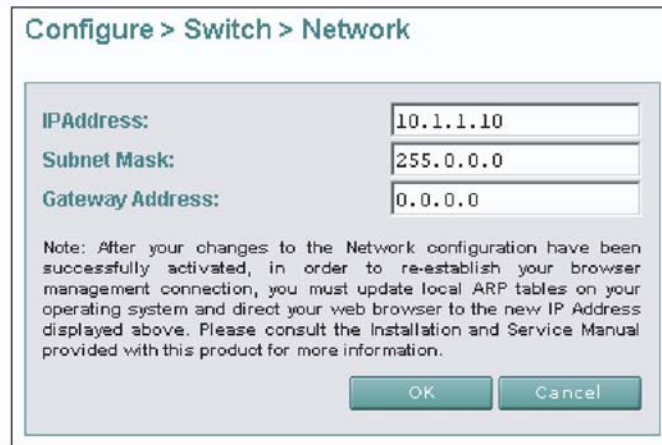 Configure > Switch > Network
IPAddress: 10.1.1.10
Subnet Mask: 255.0.0.0
Gateway Address: 0.0.0.0
Note: After your changes to the Network configuration have been
successfully activated, in order to re-establish your browser
management connection, you must update local ARP tables on your
operating system and direct your web browser to the new IP Address
displayed above. Please consult the Installation and Service Manual
provided with this product for more information.
OK Cancel